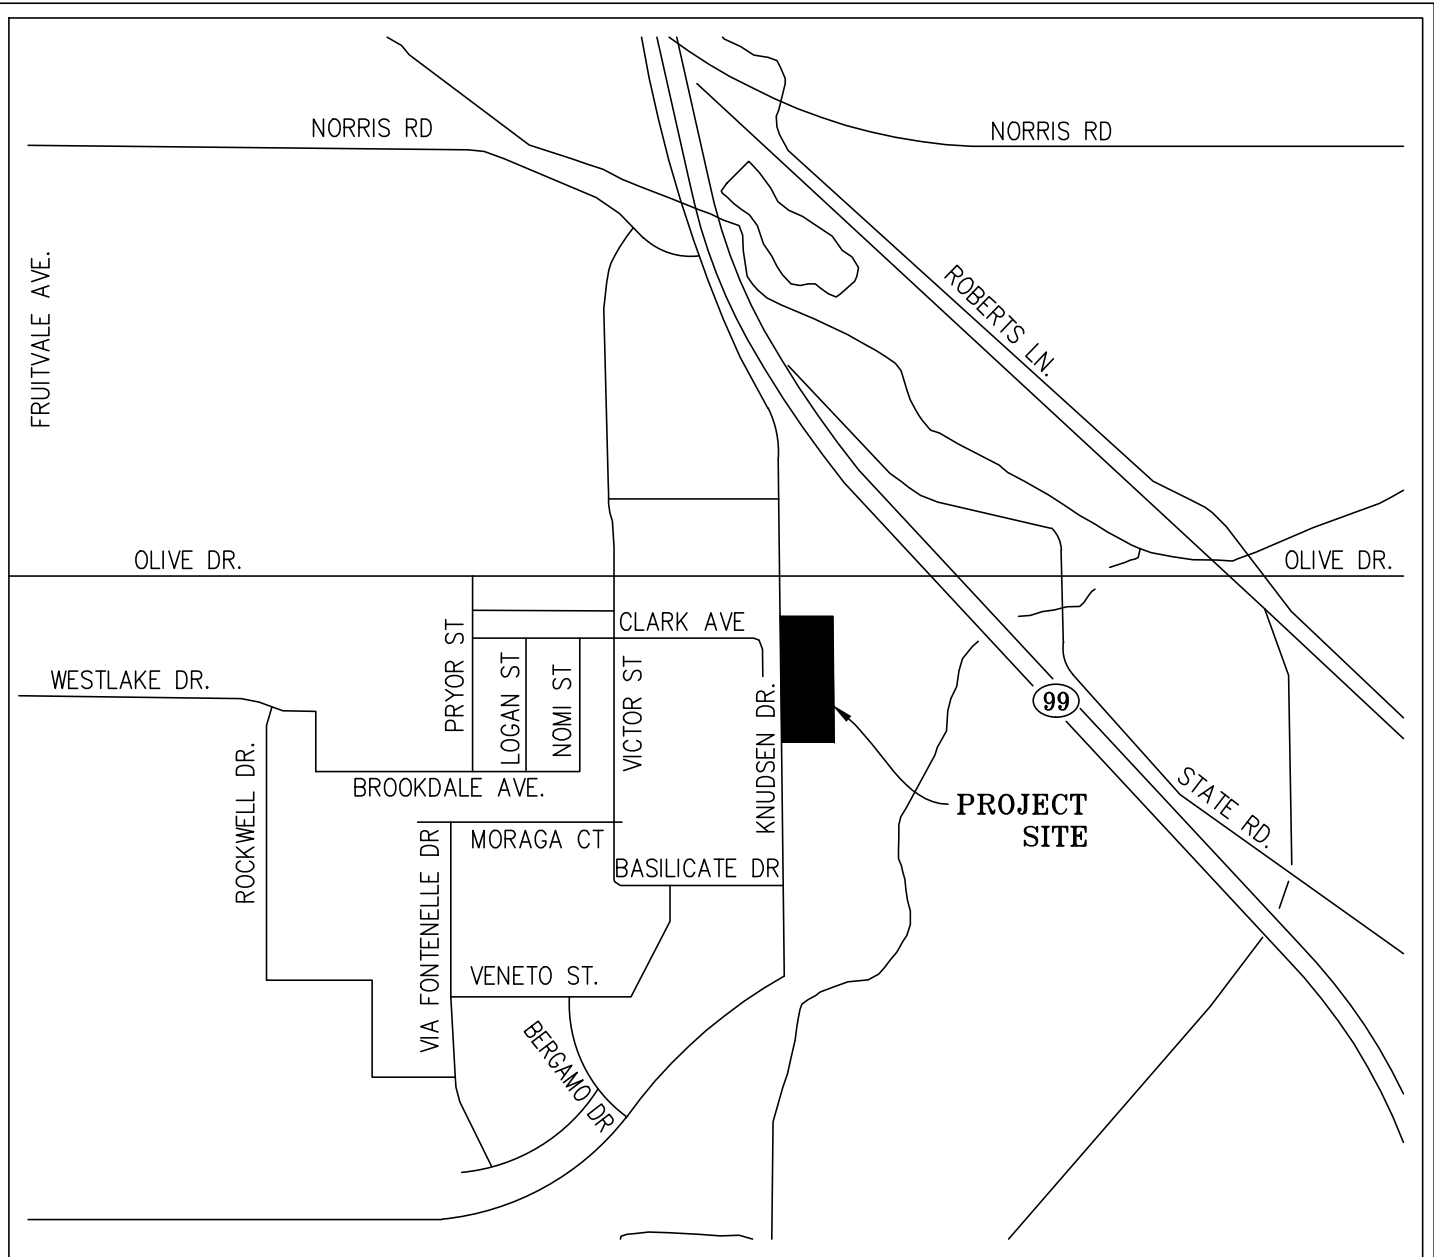 NORRIS RD
NORRIS RD
FRUITVALE AVE.
ROBERTS LN.
OLIVE DR.
OLIVE DR.
CLARK AVE
PRYOR ST
LOGAN ST
NOMI ST
VICTOR ST
KNUDSEN DR.
WESTLAKE DR.
99
ROCKWELL DR.
BROOKDALE AVE.
STATE RD.
PROJECT
SITE
MORAGA CT
VIA FONTENELLE DR
BASILICATE DR
VENETO ST.
BERGAMO DR